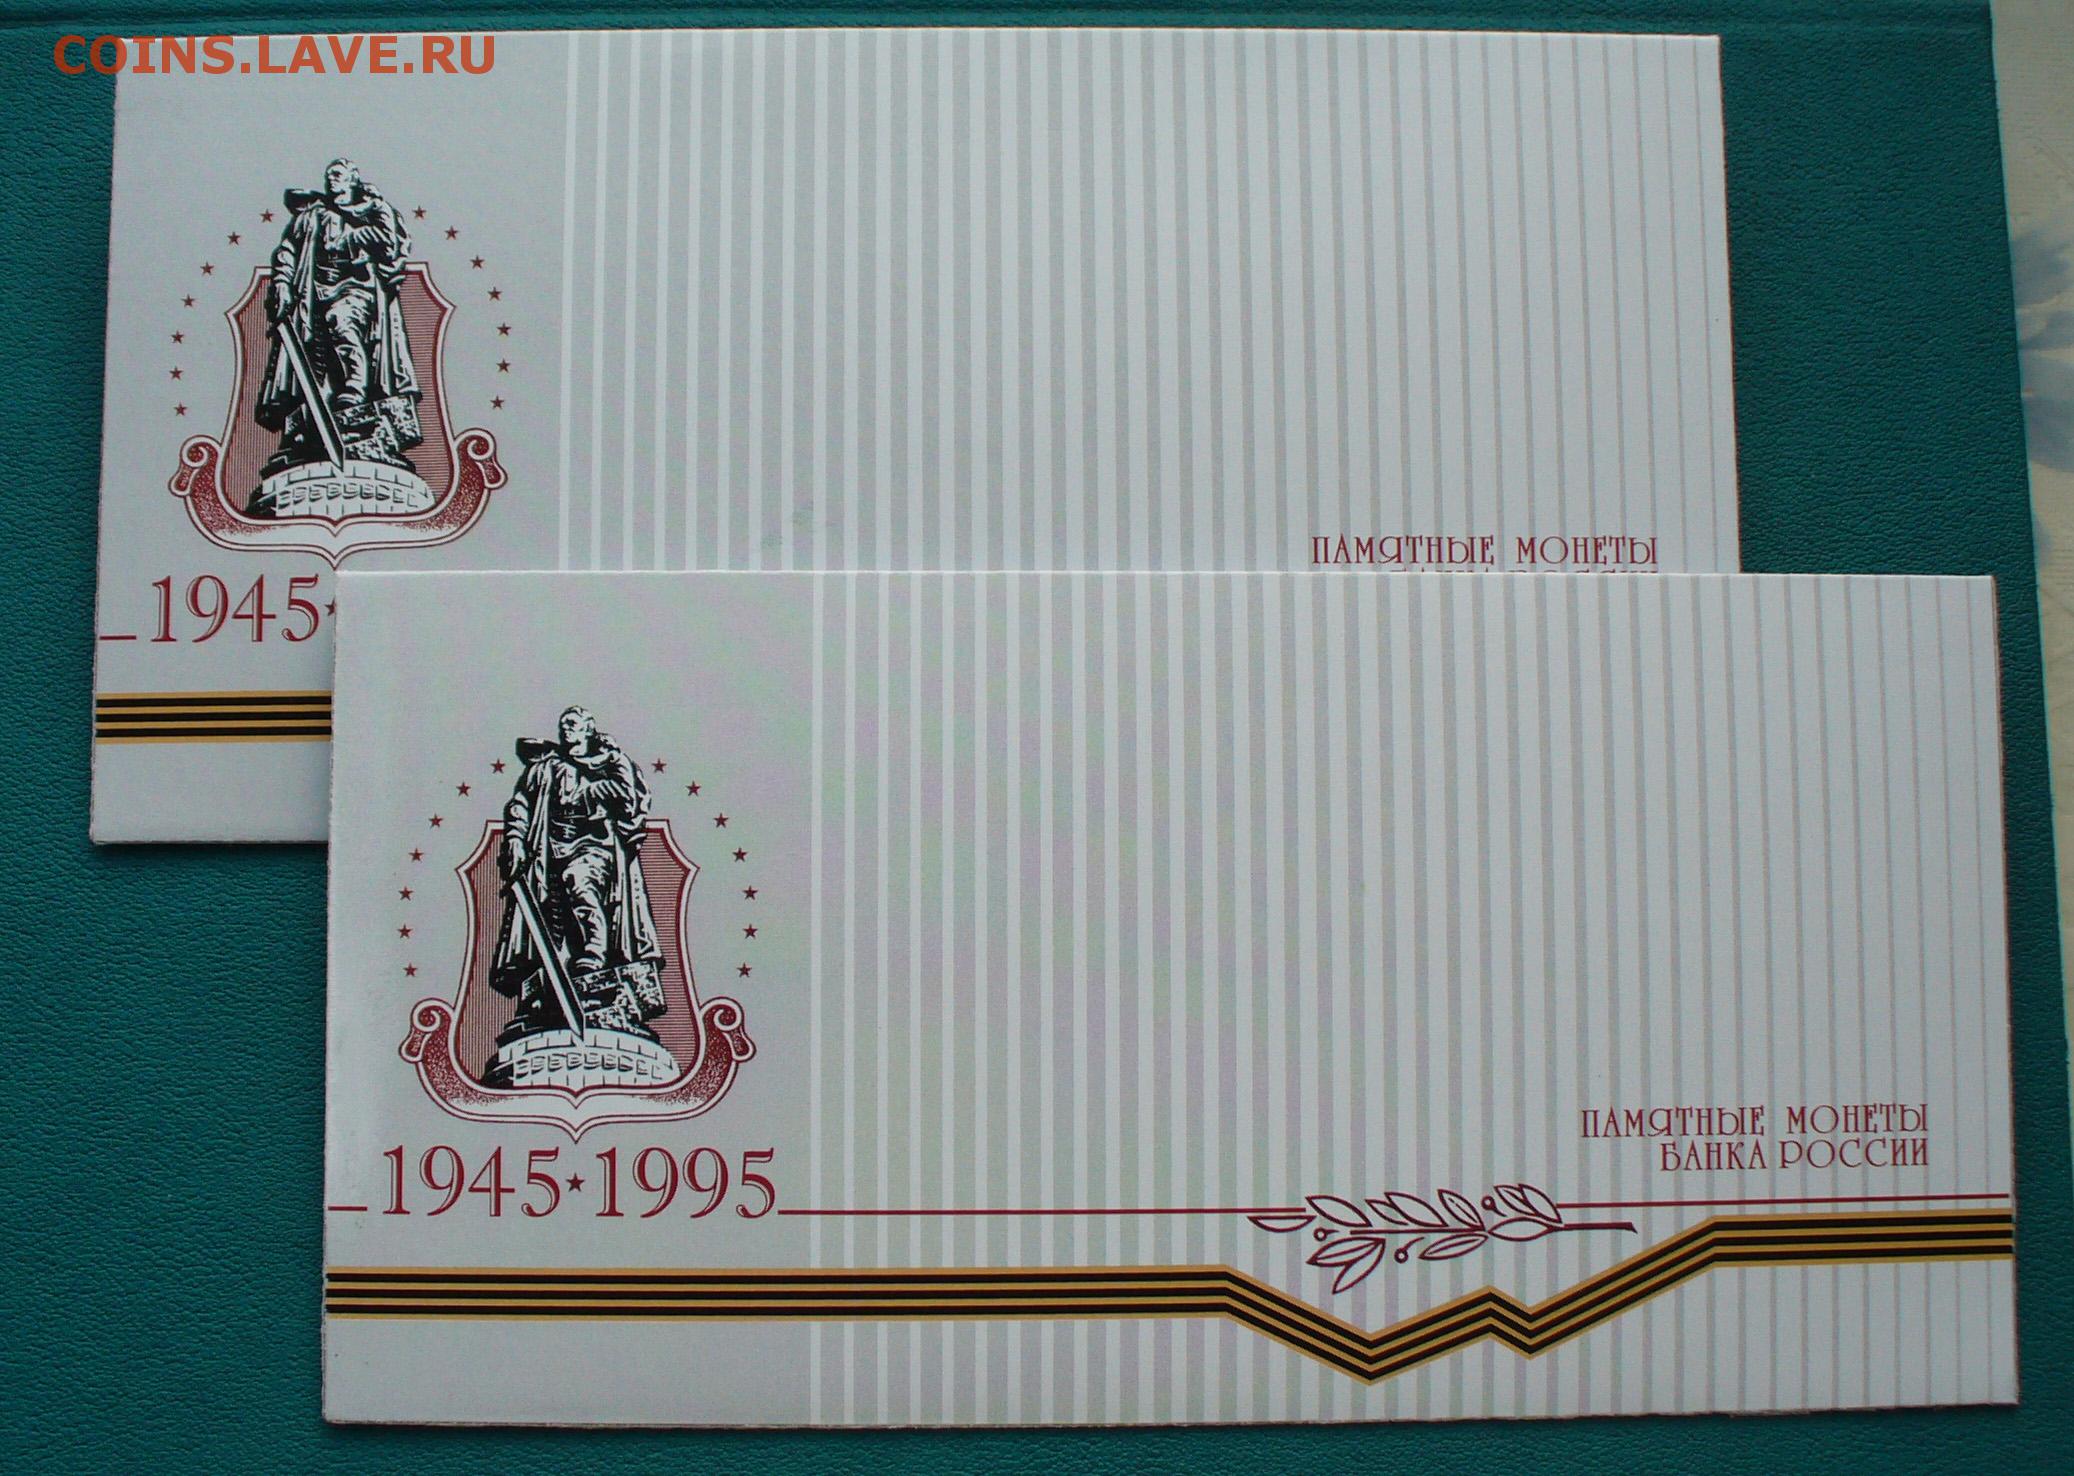 COINS.LAVE.RU
ПАМЯТНЫЕ МОНЕТЫ
1945
1945★1995
ПАМЯТНЫЕ МОНЕТЫ
БАНКА РОССИИ